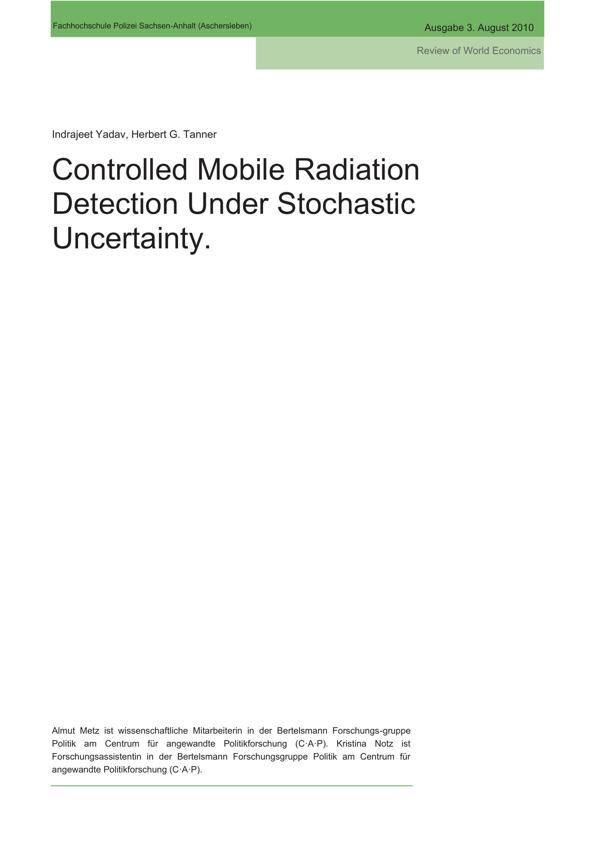 Fachhochschule Polizei Sachsen-Anhalt (Aschersleben)
Ausgabe 3. August 2010
Review of World Economics
Indrajeet Yadav, Herbert G. Tanner
Controlled Mobile Radiation
Detection Under Stochastic
Uncertainty.
Almut Metz ist wissenschaftliche Mitarbeiterin in der Bertelsmann Forschungs-gruppe
Politik am Centrum für angewandte Politikforschung (C·A·P). Kristina Notz ist
Forschungsassistentin in der Bertelsmann Forschungsgruppe Politik am Centrum für
angewandte Politikforschung (C·A·P).